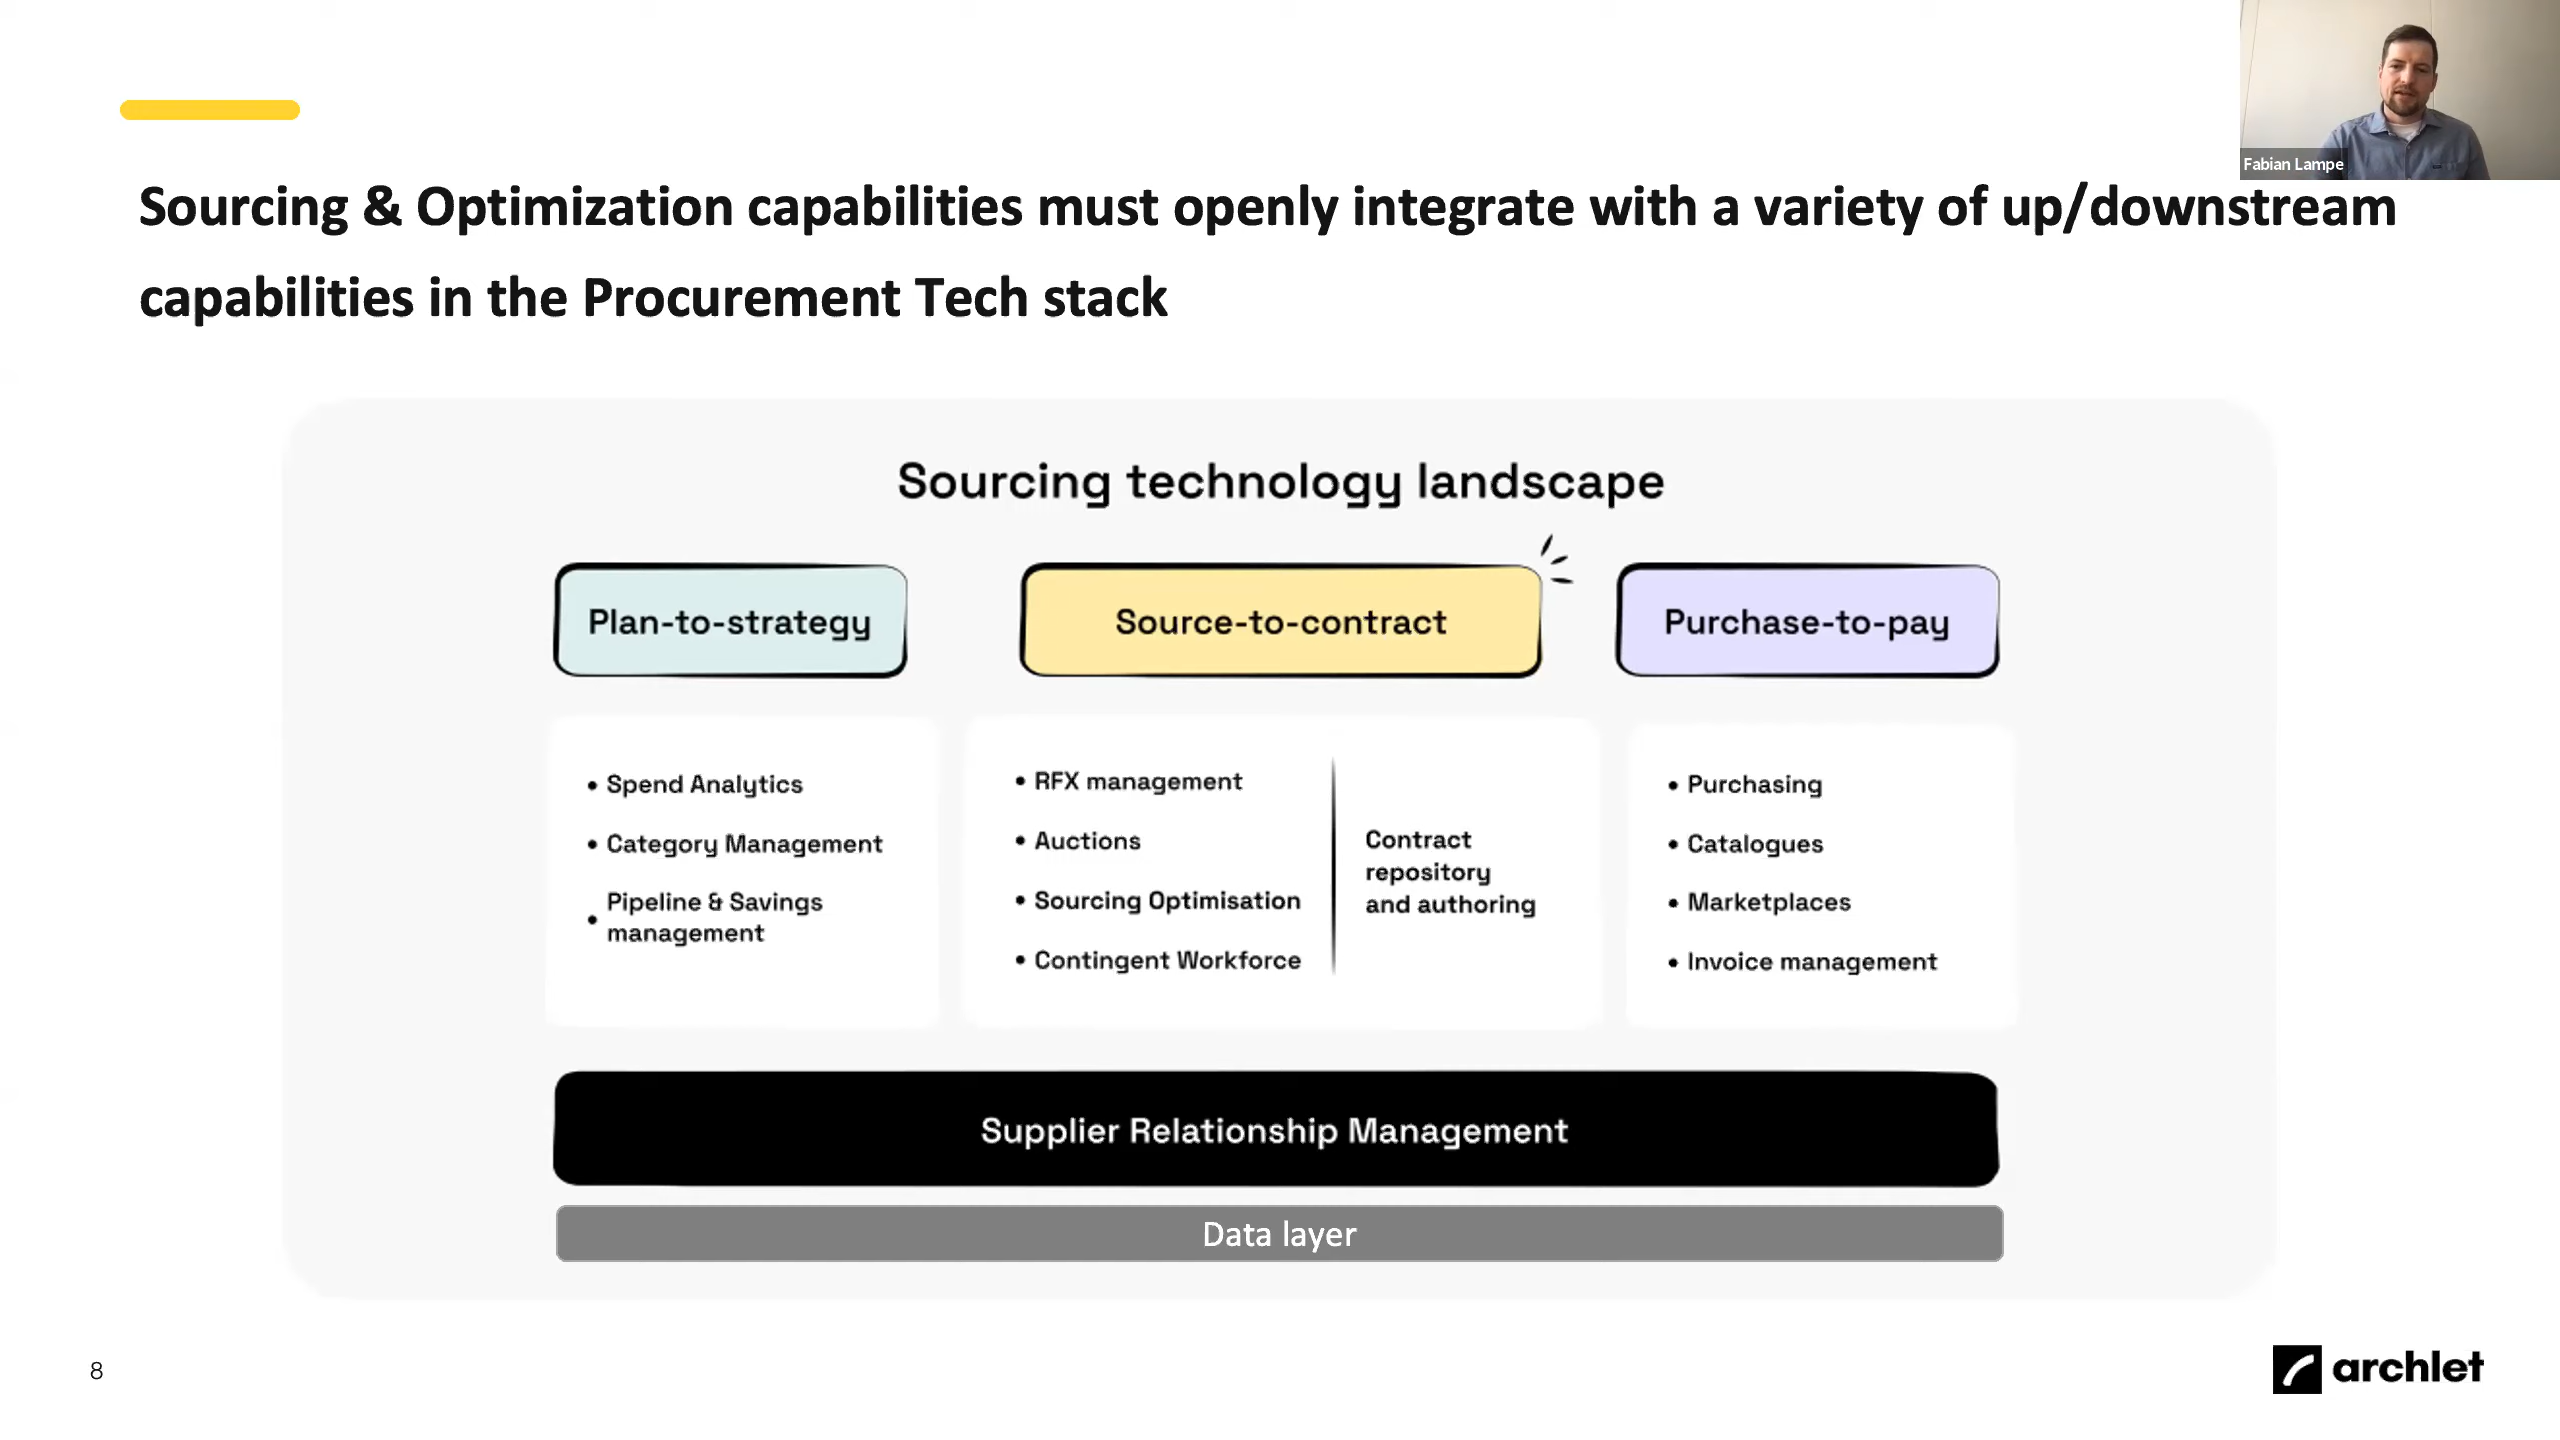 Fabian Lampe
Sourcing & Optimization capabilities must openly integrate with a variety of up/downstream
capabilities in the Procurement Tech stack
Sourcing technology landscape
Plan-to-strategy
Source-to-contract
Purchase-to-pay
• Spend Analytics
• Category Management
• Pipeline & Savings
management
• RFX management
• Auctions
• Sourcing Optimisation
• Contingent Workforce
Contract
repository
and authoring
• Purchasing
• Catalogues
• Marketplaces
• Invoice management
Supplier Relationship Management
Data layer
8
archlet